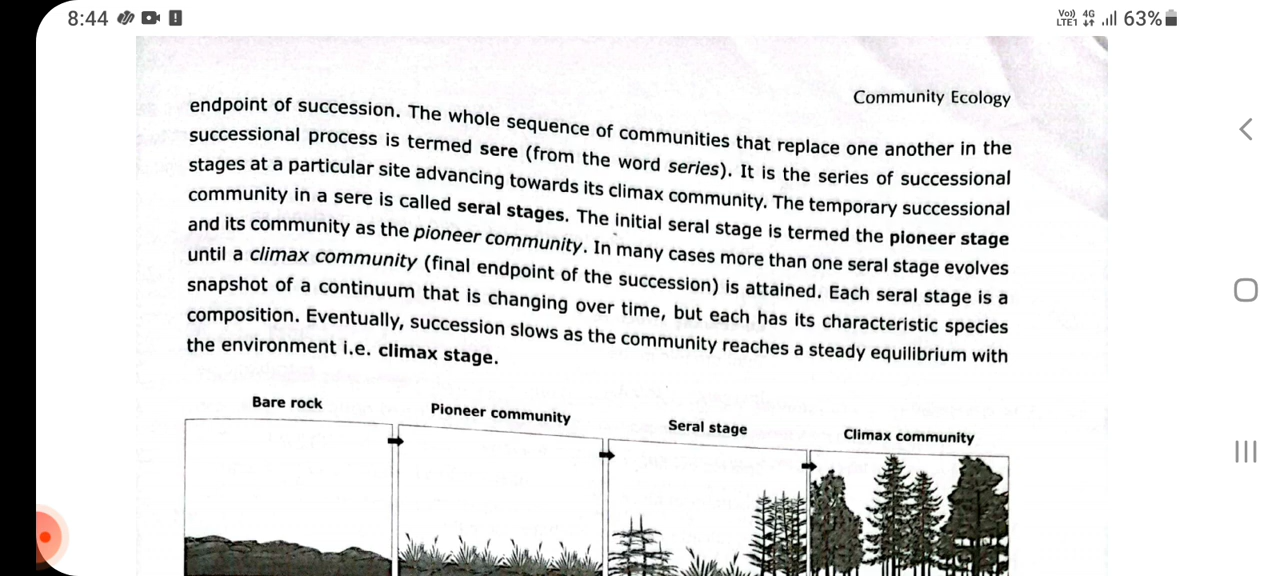 8:44
Vo)) 4G
LTE1 63%
Community Ecology
endpoint of succession. The whole sequence of communities that replace one another in the
successional process is termed sere (from the word series). It is the series of successional
stages at a particular site advancing towards its climax community. The temporary successional
community in a sere is called seral stages. The initial seral stage is termed the pioneer stage
and its community as the pioneer community. In many cases more than one seral stage evolves
until a climax community (final endpoint of the succession) is attained. Each seral stage is a
snapshot of a continuum that is changing over time, but each has its characteristic species
composition. Eventually, succession slows as the community reaches a steady equilibrium with
the environment i.e. climax stage.
Bare rock
Pioneer community
Seral stage
Climax community